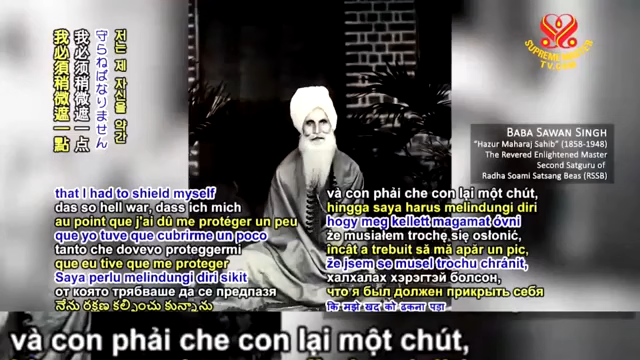 저는 제 자신을 약간
守らねばなりません
我必须稍微遮一点
我必須稍微遮一點
SUPREME MASTER
TV.COM
BABA SAWAN SINGH
"Hazur Maharaj Sahib" (1858-1948)
The Revered Enlightened Master
Second Satguru of
Radha Soami Satsang Beas (RSSB)
that I had to shield myself
das so hell war, dass ich mich
au point que j'ai dû me protéger un peu
que yo tuve que cubrirme un poco
tanto che dovevo proteggermi
que eu tive que me proteger
Saya perlu melindungi diri sikit
от която трябваше да се предпазя
నేను రక్షణ కల్పించు కున్నాను
và con phải che con lại một chút,
hingga saya harus melindungi diri
hogy meg kellett magamat óvni
że musiałem trochę się osłonić,
încât a trebuit să mă apăr un pic,
že jsem se musel trochu chránit,
халхлах хэрэгтэй болсон,
что я был должен прикрыть себя
कि मुझे खुद को ढकना पड़ा
và con phải che con lại một chút,